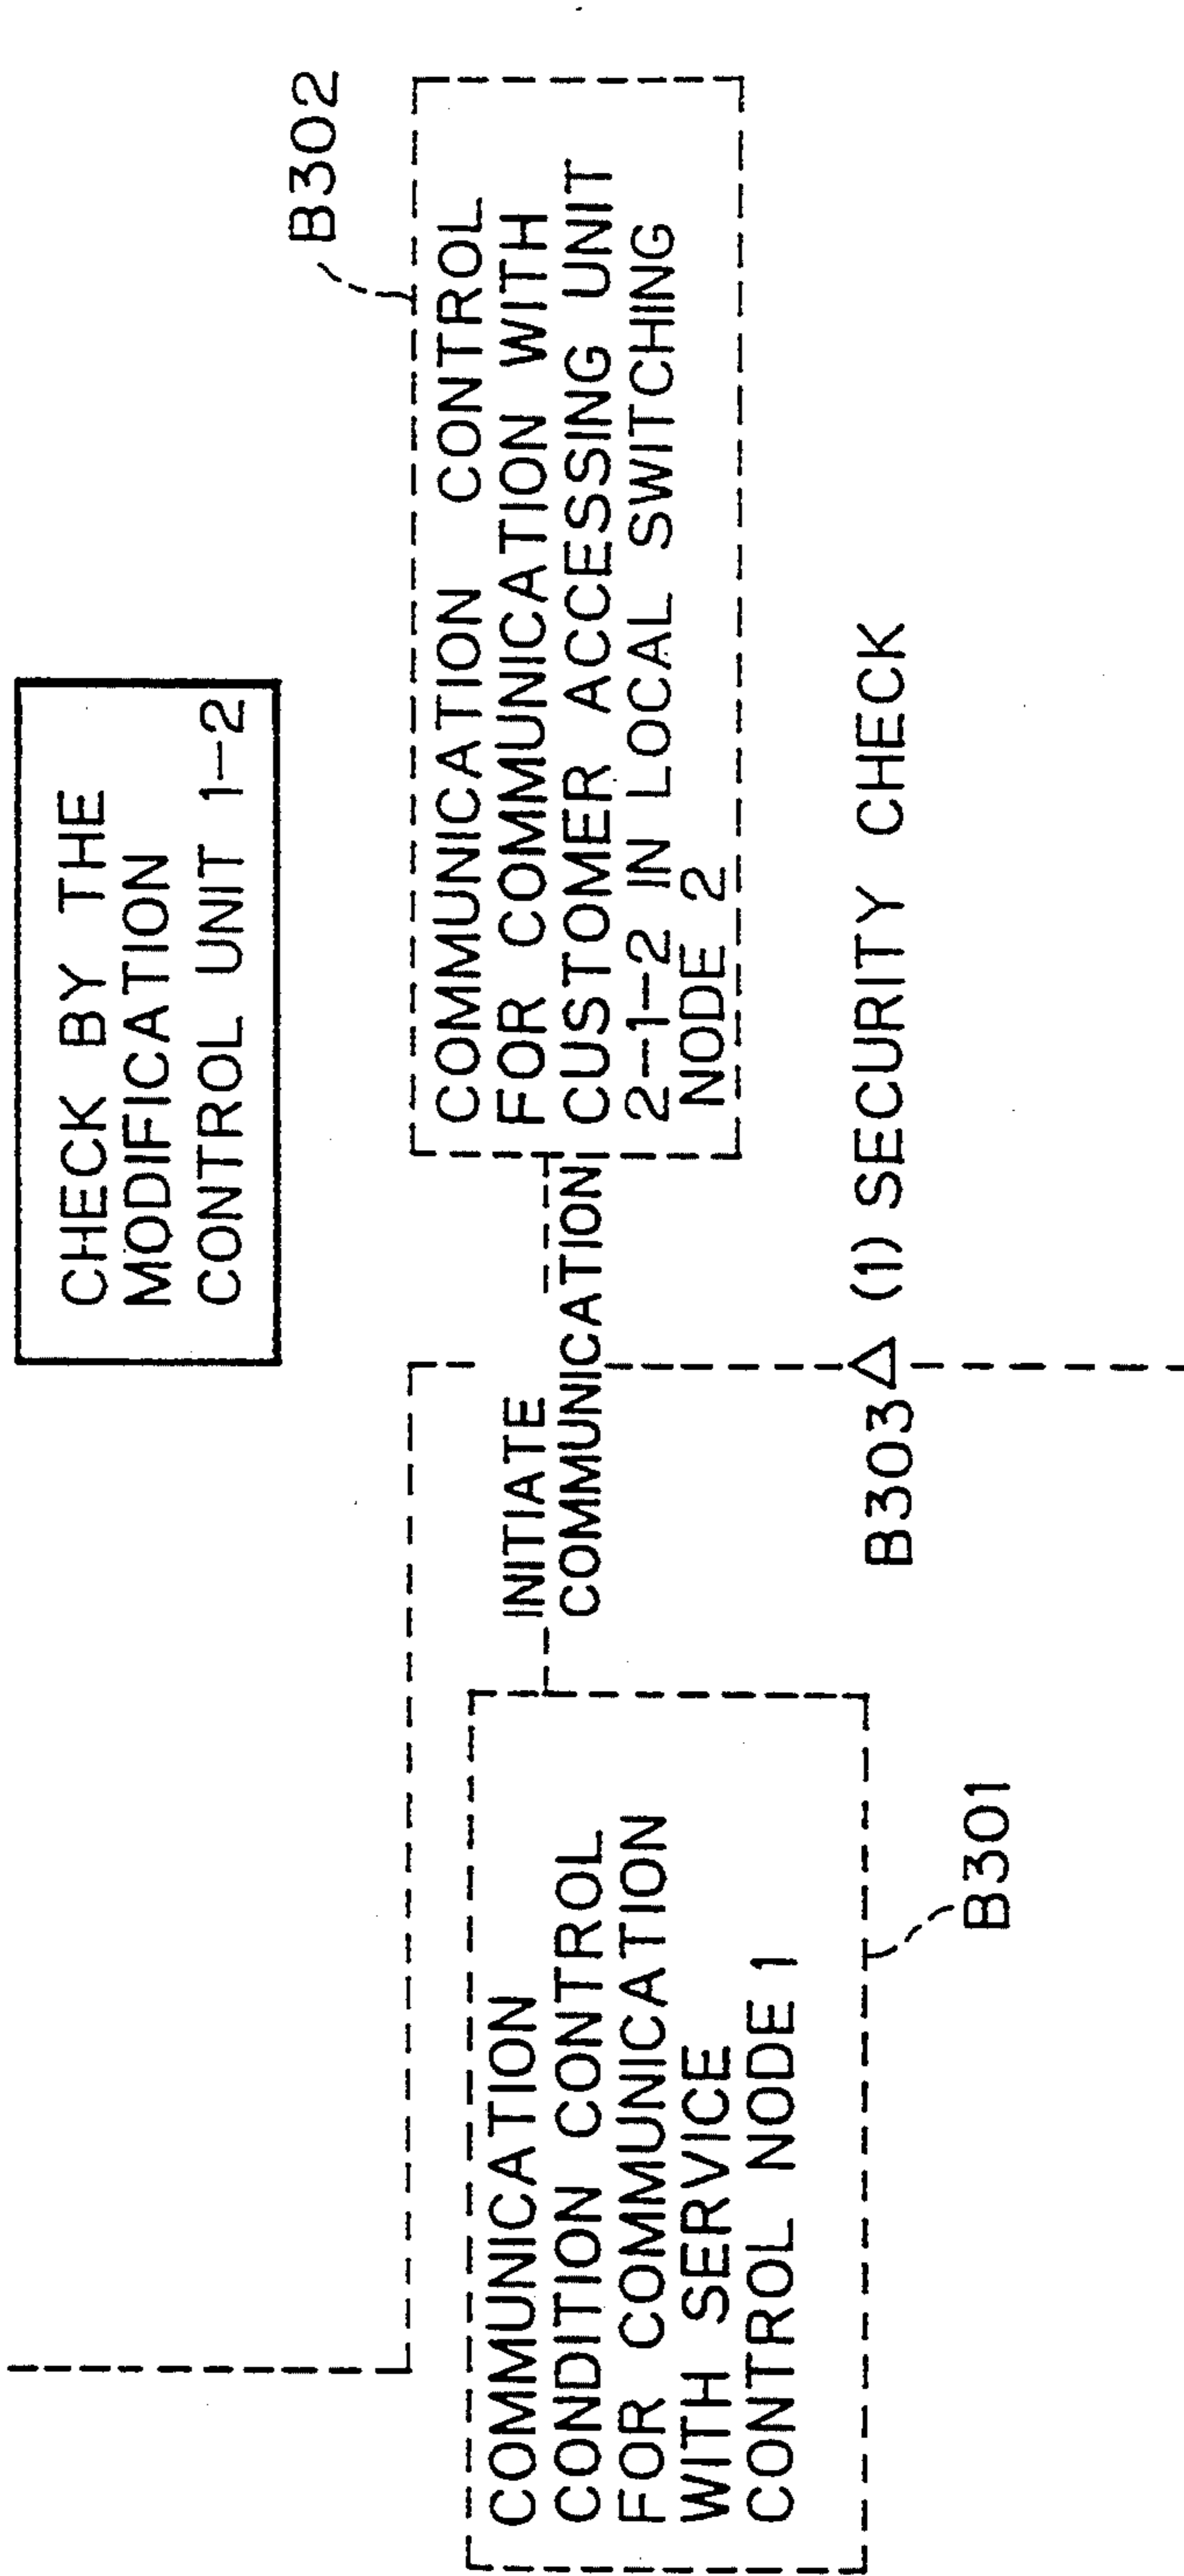 CHECK BY THE
MODIFICATION
CONTROL UNIT 1-2
B302
COMMUNICATION
CONDITION CONTROL
FOR COMMUNICATION
WITH SERVICE
CONTROL NODE 1
INITIATE
COMMUNICATION
COMMUNICATION CONTROL
FOR COMMUNICATION WITH
CUSTOMER ACCESSING UNIT
2-1-2 IN LOCAL SWITCHING
NODE 2
B303 △ (1) SECURITY CHECK
B301